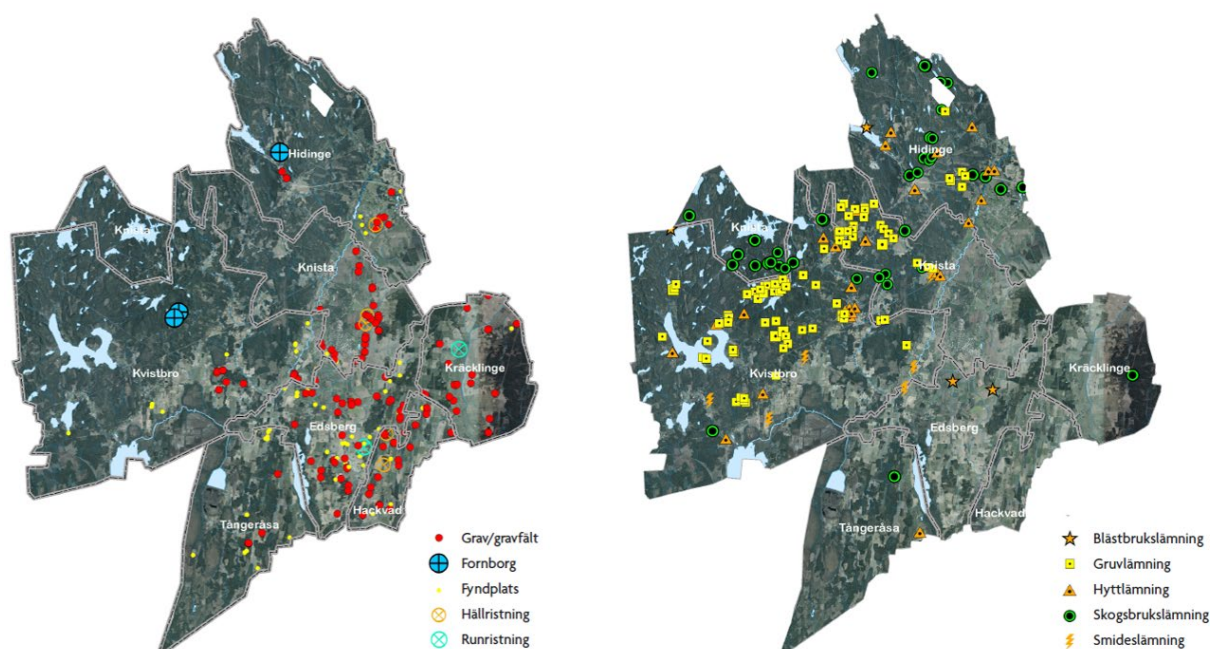 Hidinge
Knista
Knista
Kvistbro
Kräcklinge
Edsberg
Hackvad
Tångeråsa
Grav/gravfält
Fornborg
Fyndplats
Hällristning
Runristning
Hidinge
Knista
Knista
Kvistbro
Kräcklinge
Edsberg
Hackvad
Tångeråsa
Blästbrukslämning
Gruvlämning
Hyttlämning
Skogsbrukslämning
Smideslämning